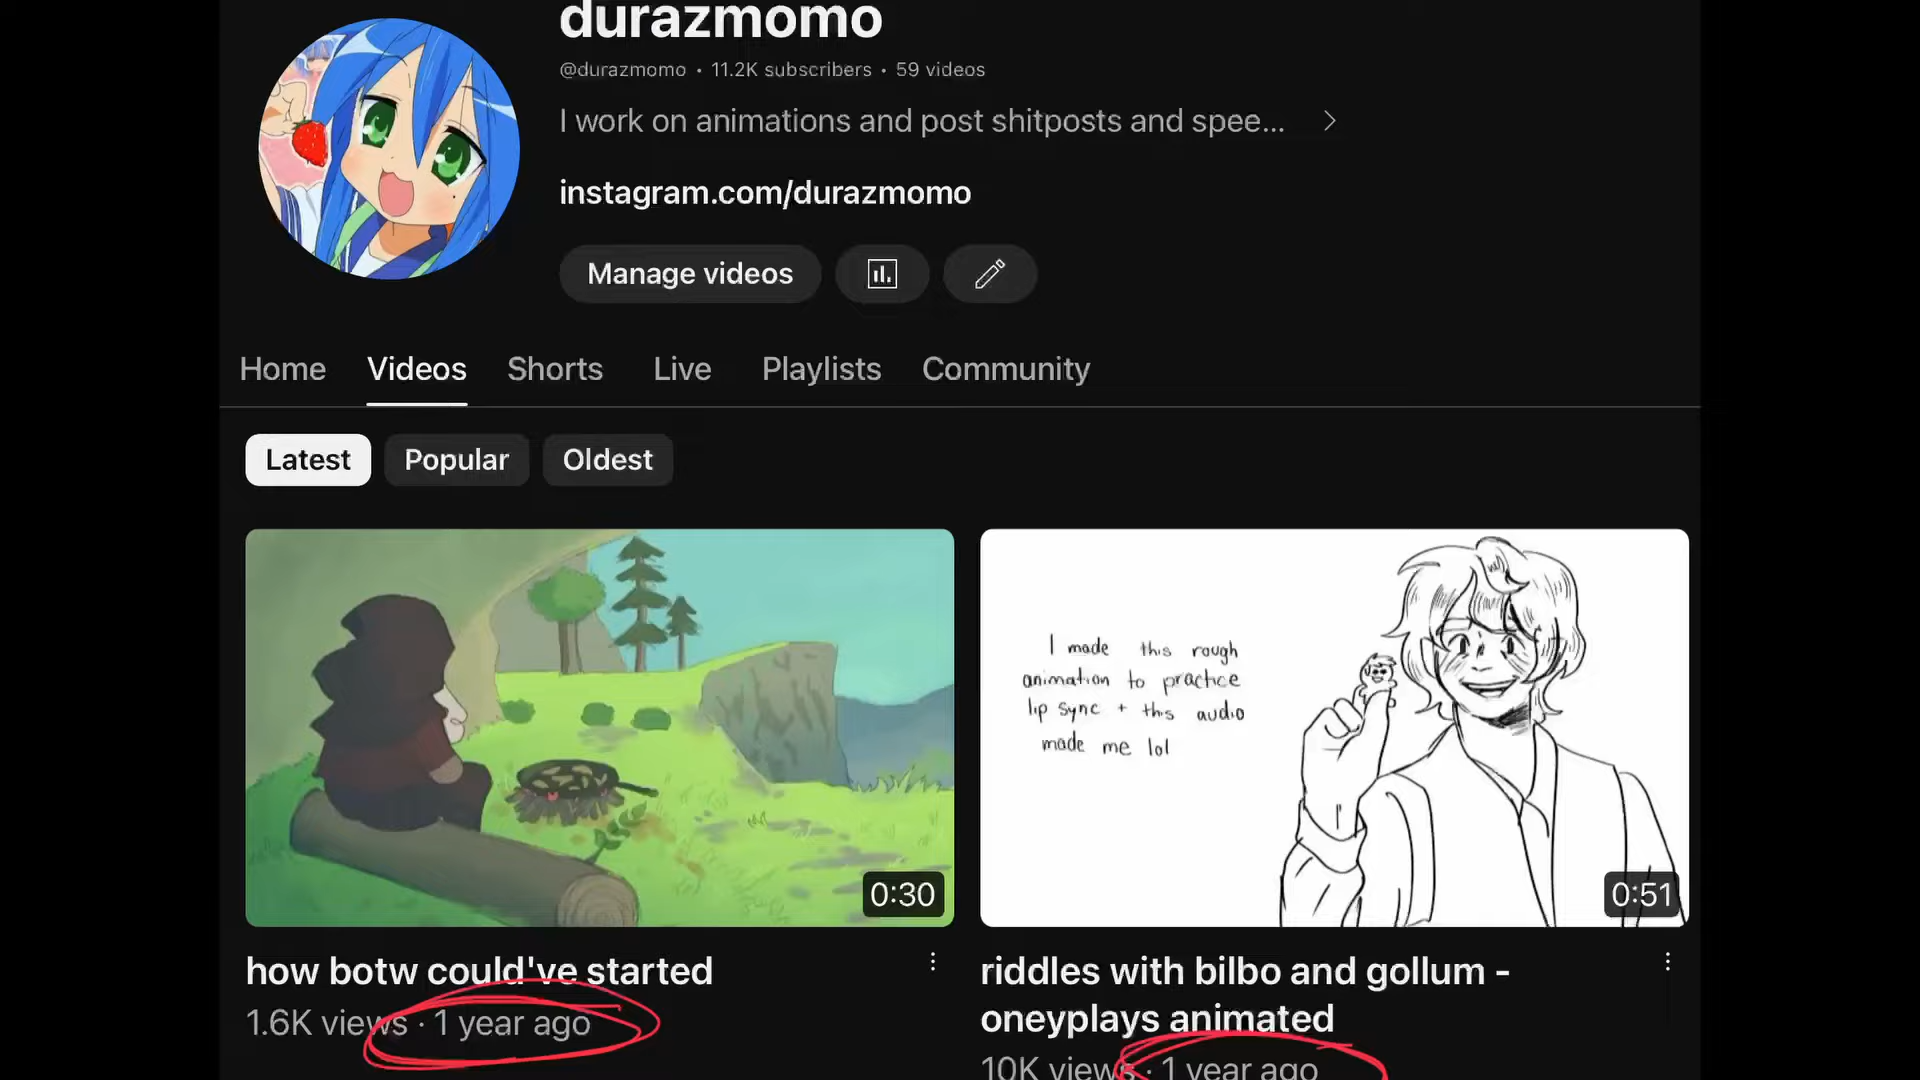 durazmomo
@durazmomo • 11.2K subscribers • 59 videos
I work on animations and post shitposts and spee...
instagram.com/durazmomo
Manage videos
Home Videos Shorts Live Playlists Community
Latest Popular Oldest
I made this rough
animation to practice
lip sync + this audio
made me lol
0:30
0:51
how botw could've started
1.6K views · 1 year ago
riddles with bilbo and gollum -
oneyplays animated
10K views · 1 year ago